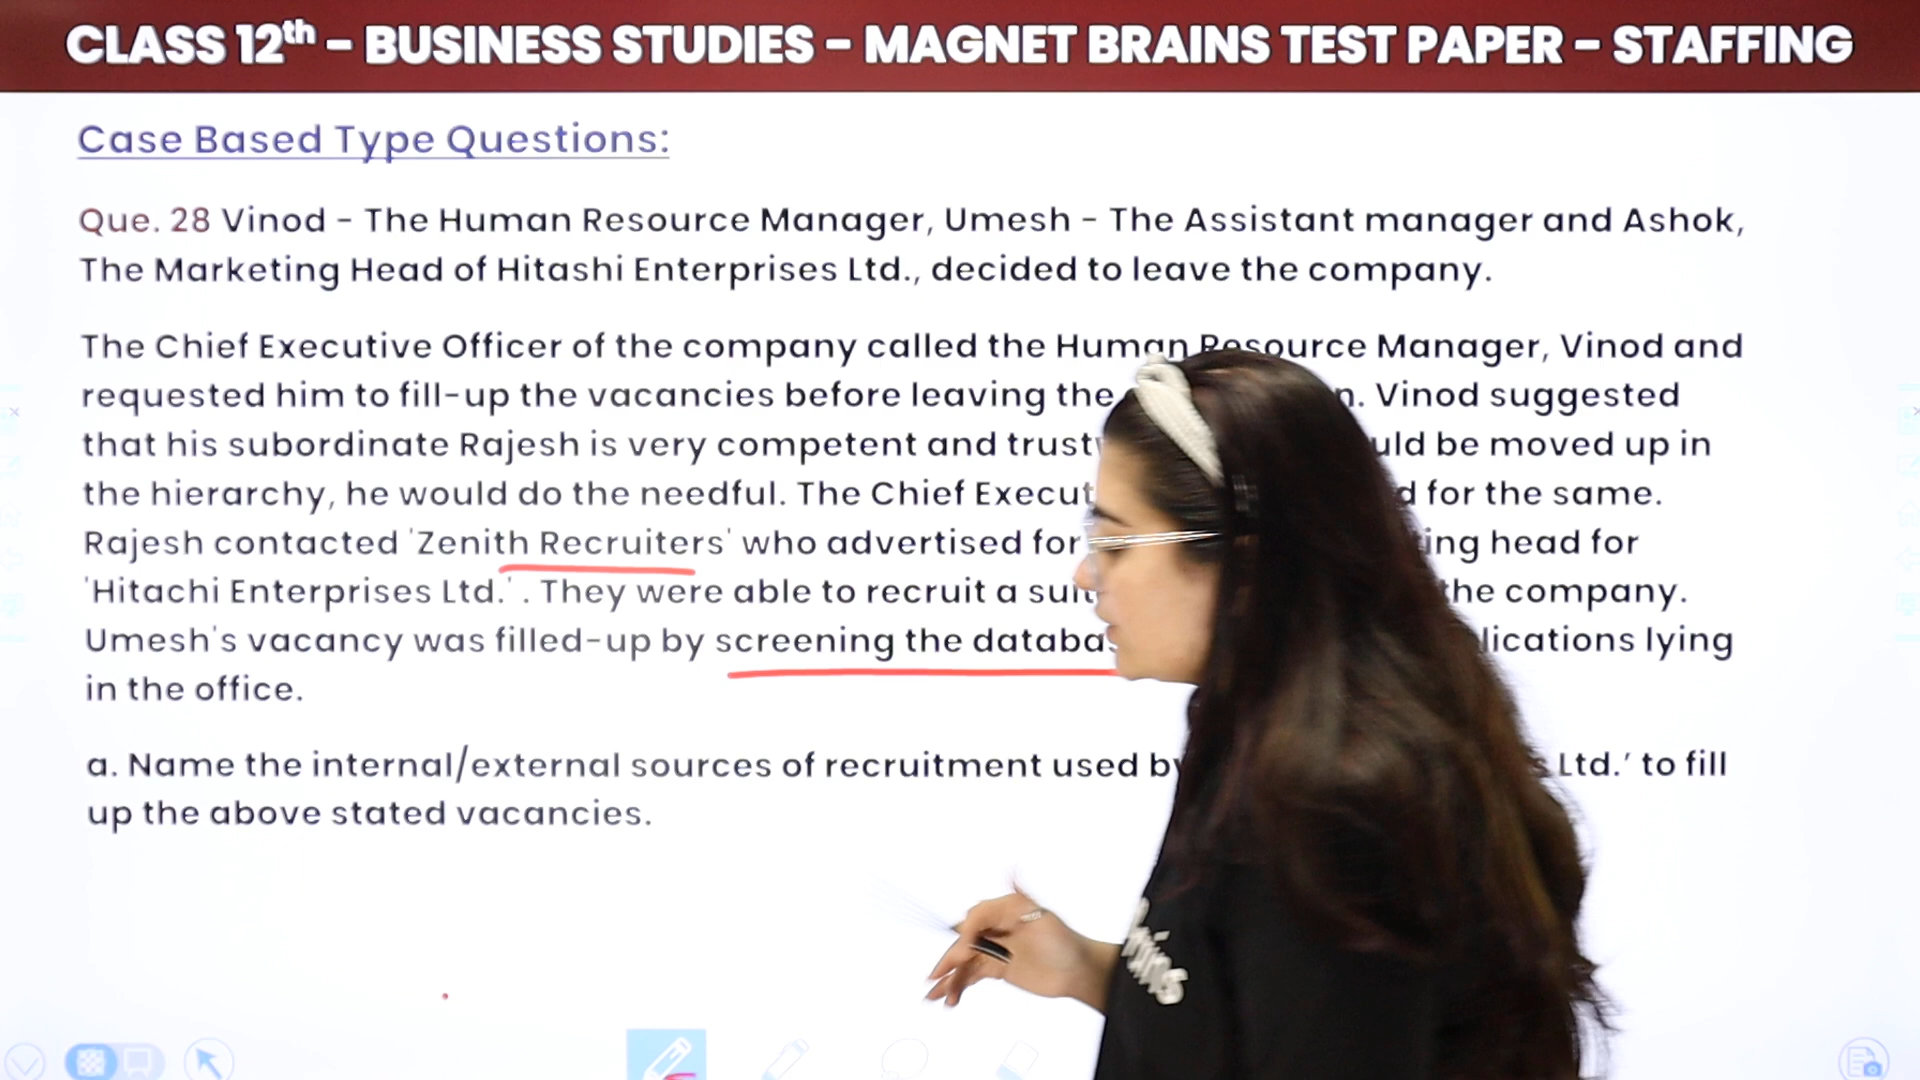 CLASS 12th – BUSINESS STUDIES – MAGNET BRAINS TEST PAPER – STAFFING
Case Based Type Questions:
Que. 28 Vinod - The Human Resource Manager, Umesh - The Assistant manager and Ashok,
The Marketing Head of Hitashi Enterprises Ltd., decided to leave the company.
The Chief Executive Officer of the company called the Human Resource Manager, Vinod and
requested him to fill-up the vacancies before leaving the Vinod suggested
that his subordinate Rajesh is very competent and be moved up in
the hierarchy, he would do the needful. The Chief for the same.
Rajesh contacted 'Zenith Recruiters' who advertised for head for
'Hitachi Enterprises Ltd.' . They were able to recruit a the company.
Umesh's vacancy was filled-up by screening the lying
in the office.
a. Name the internal/external sources of recruitment used Ltd.' to fill
up the above stated vacancies.